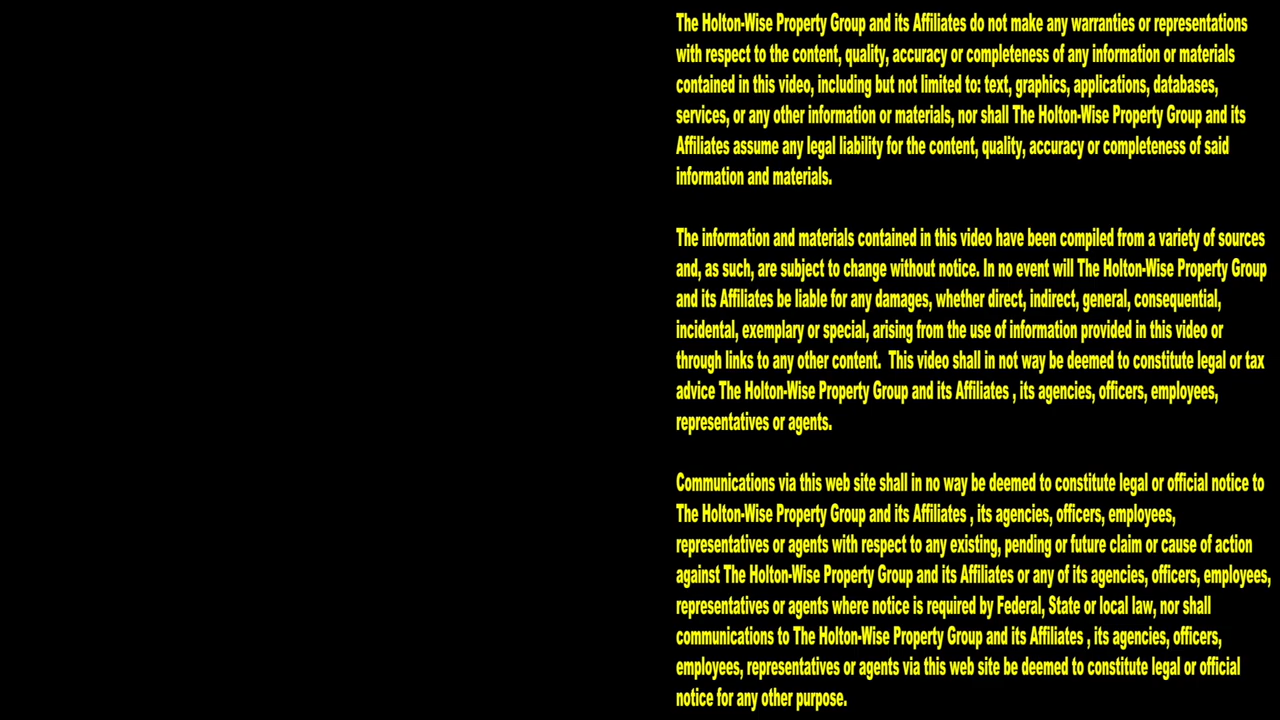 The Holton-Wise Property Group and its Affiliates do not make any warranties or representations
with respect to the content, quality, accuracy or completeness of any information or materials
contained in this video, including but not limited to: text, graphics, applications, databases,
services, or any other information or materials, nor shall The Holton-Wise Property Group and its
Affiliates assume any legal liability for the content, quality, accuracy or completeness of said
information and materials.
The information and materials contained in this video have been compiled from a variety of sources
and, as such, are subject to change without notice. In no event will The Holton-Wise Property Group
and its Affiliates be liable for any damages, whether direct, indirect, general, consequential,
incidental, exemplary or special, arising from the use of information provided in this video or
through links to any other content.  This video shall in not way be deemed to constitute legal or tax
advice The Holton-Wise Property Group and its Affiliates , its agencies, officers, employees,
representatives or agents.
Communications via this web site shall in no way be deemed to constitute legal or official notice to
The Holton-Wise Property Group and its Affiliates , its agencies, officers, employees,
representatives or agents with respect to any existing, pending or future claim or cause of action
against The Holton-Wise Property Group and its Affiliates or any of its agencies, officers, employees,
representatives or agents where notice is required by Federal, State or local law, nor shall
communications to The Holton-Wise Property Group and its Affiliates , its agencies, officers,
employees, representatives or agents via this web site be deemed to constitute legal or official
notice for any other purpose.